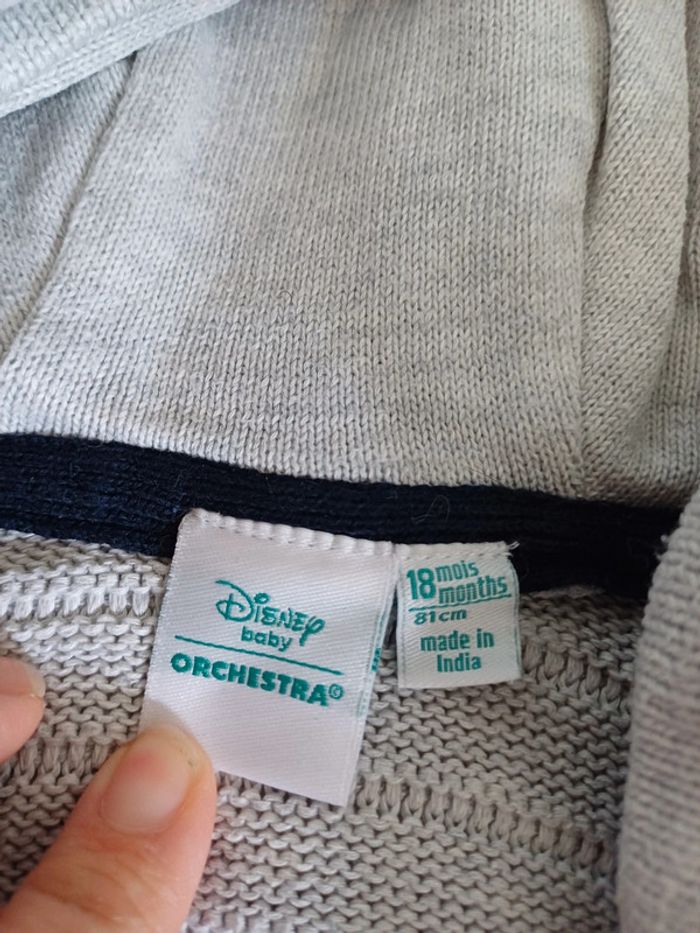 Disney
baby
ORCHESTRA©
18 mois
months
81cm
made in
India